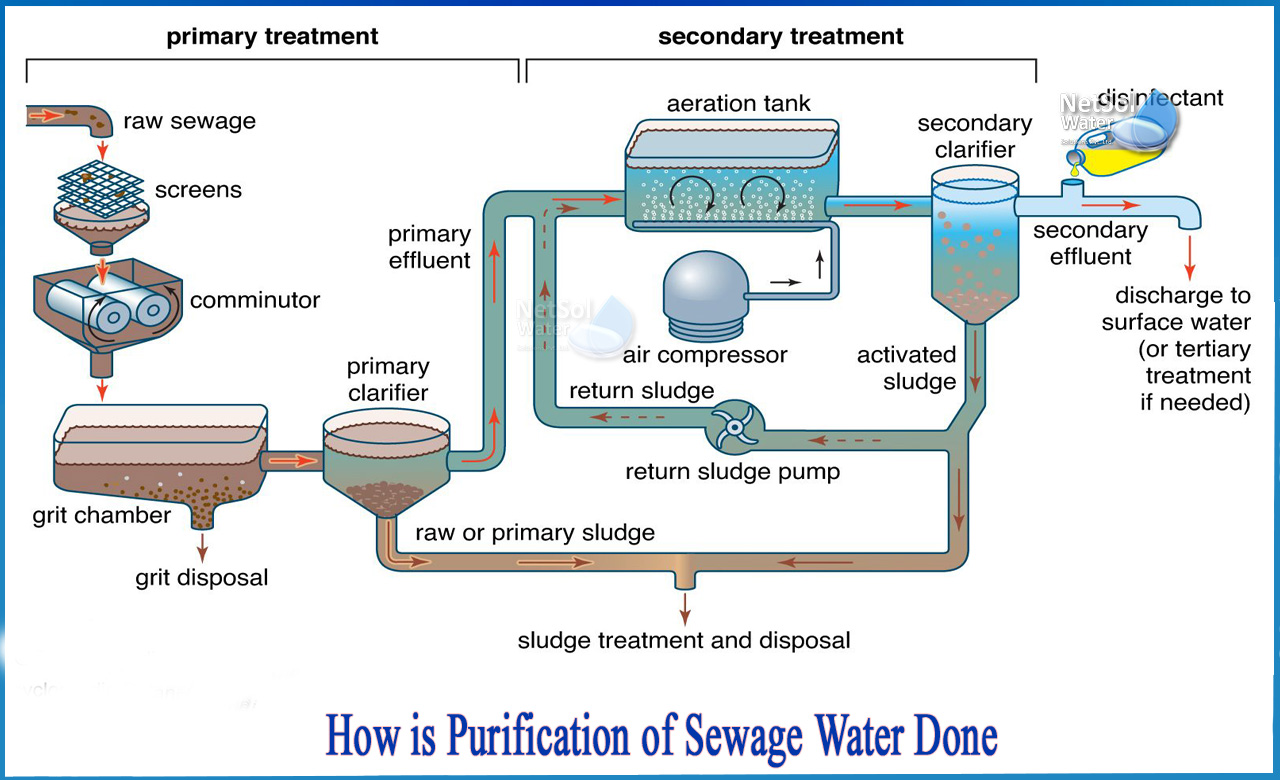 primary treatment
secondary treatment
raw sewage
screens
comminutor
grit chamber
grit disposal
primary
clarifier
raw or primary sludge
primary
effluent
aeration tank
air compressor
return sludge
return sludge pump
secondary
clarifier
activated
sludge
disinfectant
NetSol
Water
secondary
effluent
discharge to
surface water
(or tertiary
treatment
if needed)
NetSol
Water
sludge treatment and disposal
How is Purification of Sewage Water Done